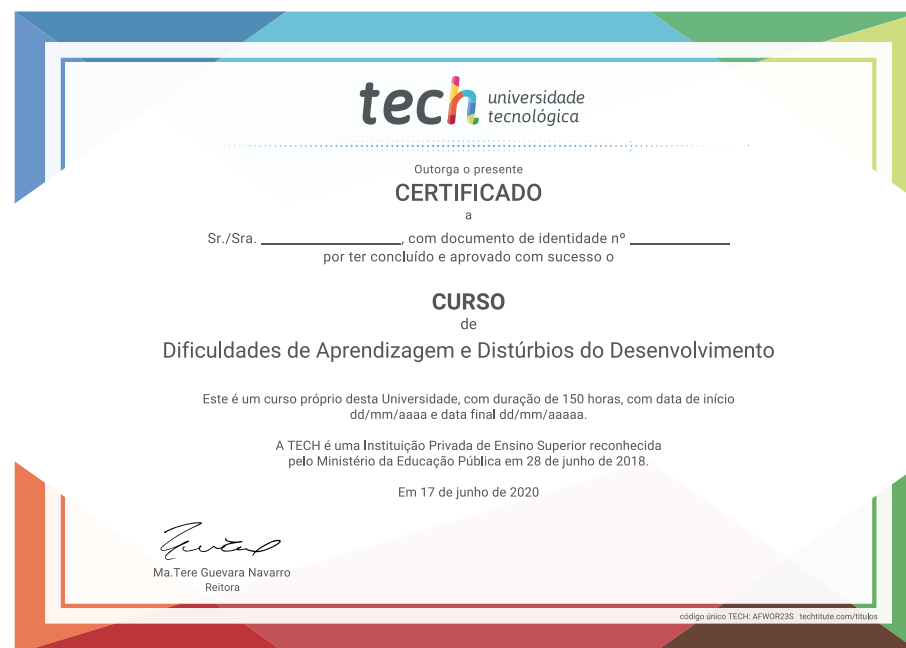 tech universidade
tecnológica
Outorga o presente
CERTIFICADO
a
Sr./Sra. ____________, com documento de identidade nº ____________
por ter concluído e aprovado com sucesso o
CURSO
de
Dificuldades de Aprendizagem e Distúrbios do Desenvolvimento
Este é um curso próprio desta Universidade, com duração de 150 horas, com data de início
dd/mm/aaaa e data final dd/mm/aaaaa.
A TECH é uma Instituição Privada de Ensino Superior reconhecida
pelo Ministério da Educação Pública em 28 de junho de 2018.
Em 17 de junho de 2020
Ma.Tere Guevara Navarro
Reitora
código único TECH: AFWOR23S techtitute.com/titulos